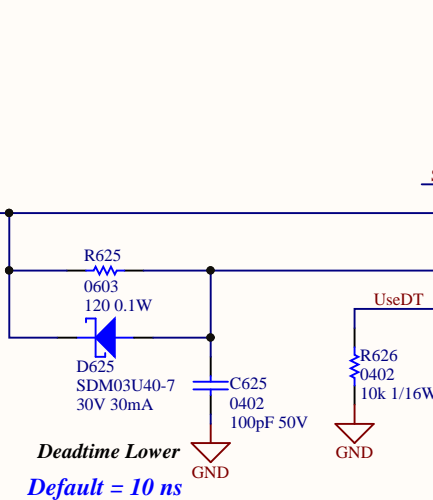 R625
0603
120 0.1W
D625
SDM03U40-7
30V 30mA
C625
0402
100pF 50V
GND
Deadtime Lower
Default = 10 ns
UseDT
R626
0402
10k 1/16W
GND